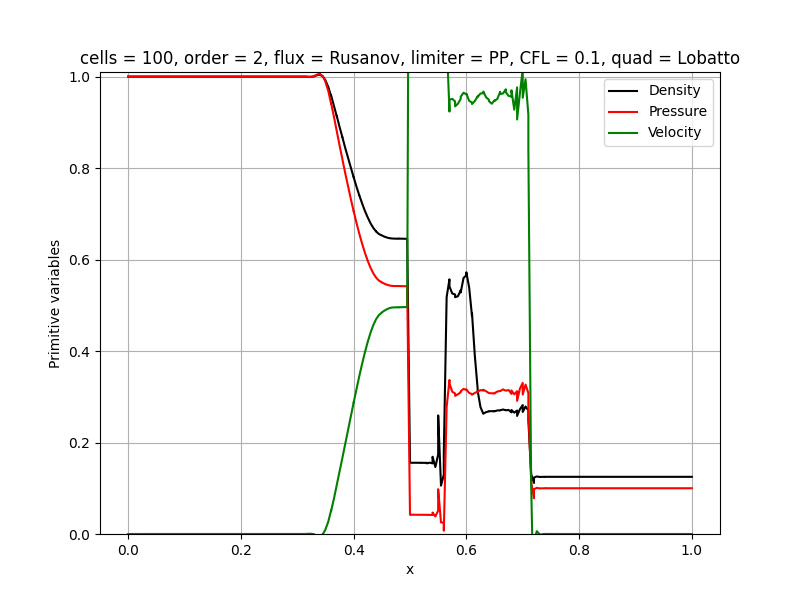 cells = 100, order = 2, flux = Rusanov, limiter = PP, CFL = 0.1, quad = Lobatto
Density
Pressure
Velocity
Primitive variables
1.0
0.8
0.6
0.4
0.2
0.0
0.0 0.2 0.4 0.6 0.8 1.0
x